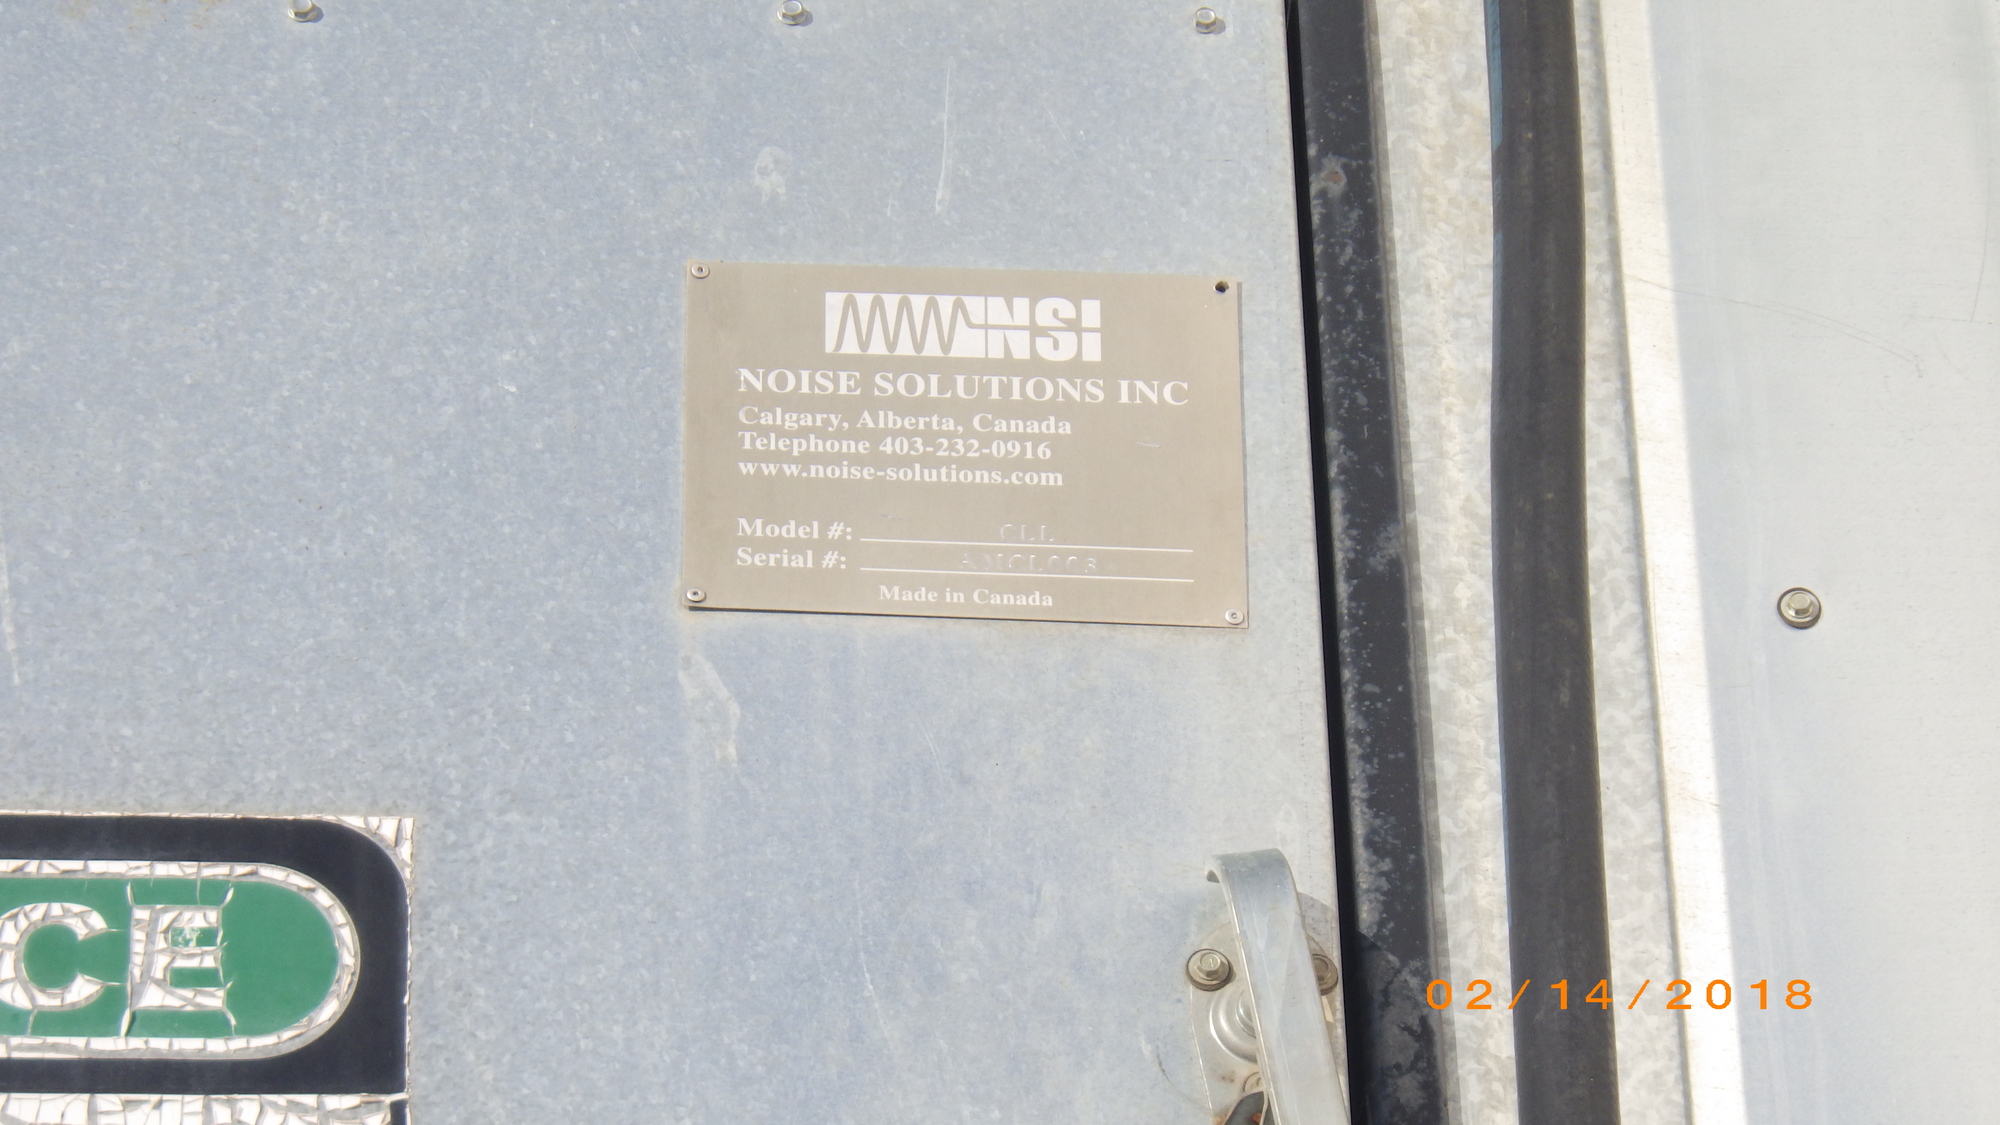 NSI
NOISE SOLUTIONS INC
Calgary, Alberta, Canada
Telephone 403-232-0916
www.noise-solutions.com
Model #: CLL
Serial #:
Made in Canada
CE
02/14/2018